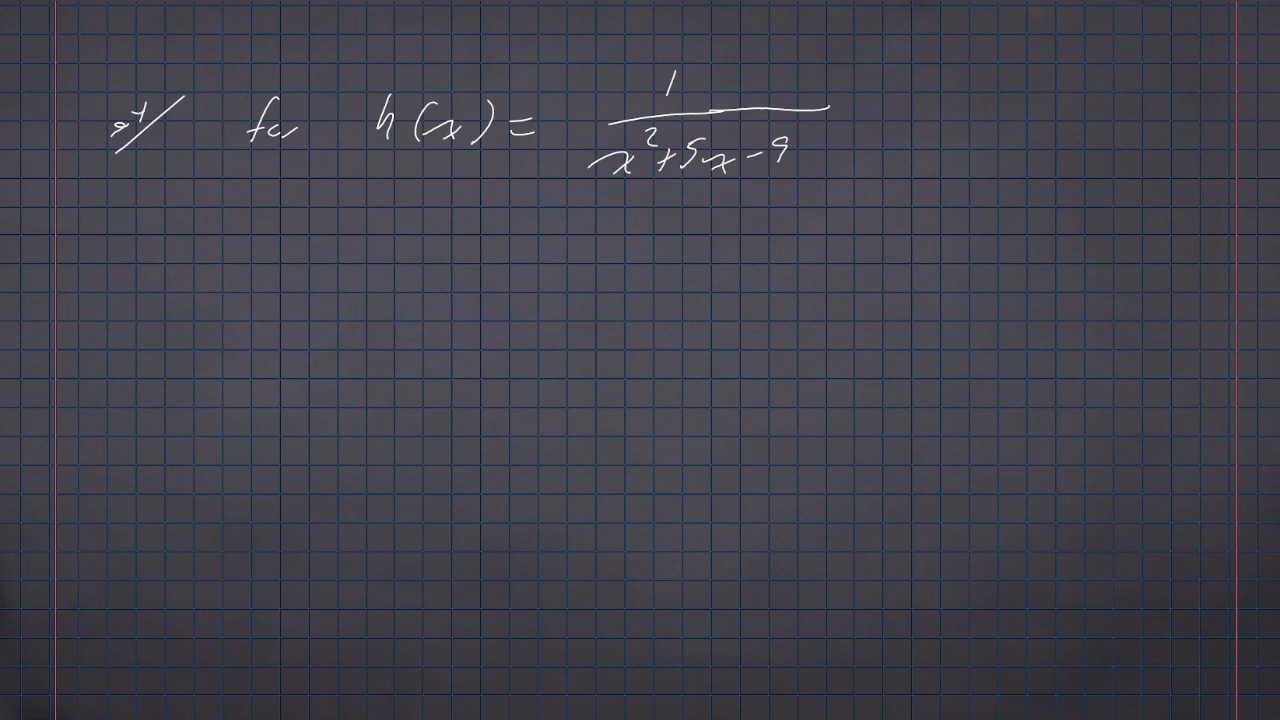 for h(x) = 1/(x²+5x-9)